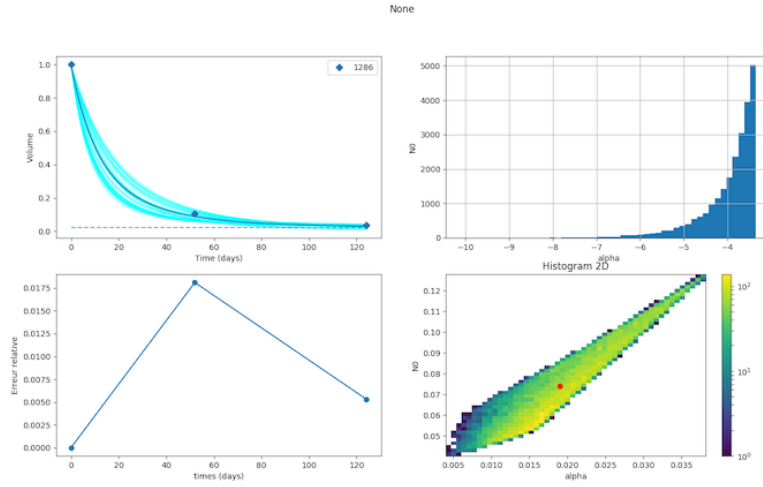 None
1.0
0.8
0.6
0.4
0.2
0.0
Volume
1286
0 20 40 60 80 100 120
Time (days)
5000
4000
3000
2000
1000
0
N0
-10 -9 -8 -7 -6 -5 -4
alpha
0.0175
0.0150
0.0125
0.0100
0.0075
0.0050
0.0025
0.0000
Erreur relative
0 20 40 60 80 100 120
times (days)
Histogram 2D
0.12
0.11
0.10
0.09
0.08
0.07
0.06
0.05
N0
0.005 0.010 0.015 0.020 0.025 0.030 0.035
alpha
10²
10¹
10⁰